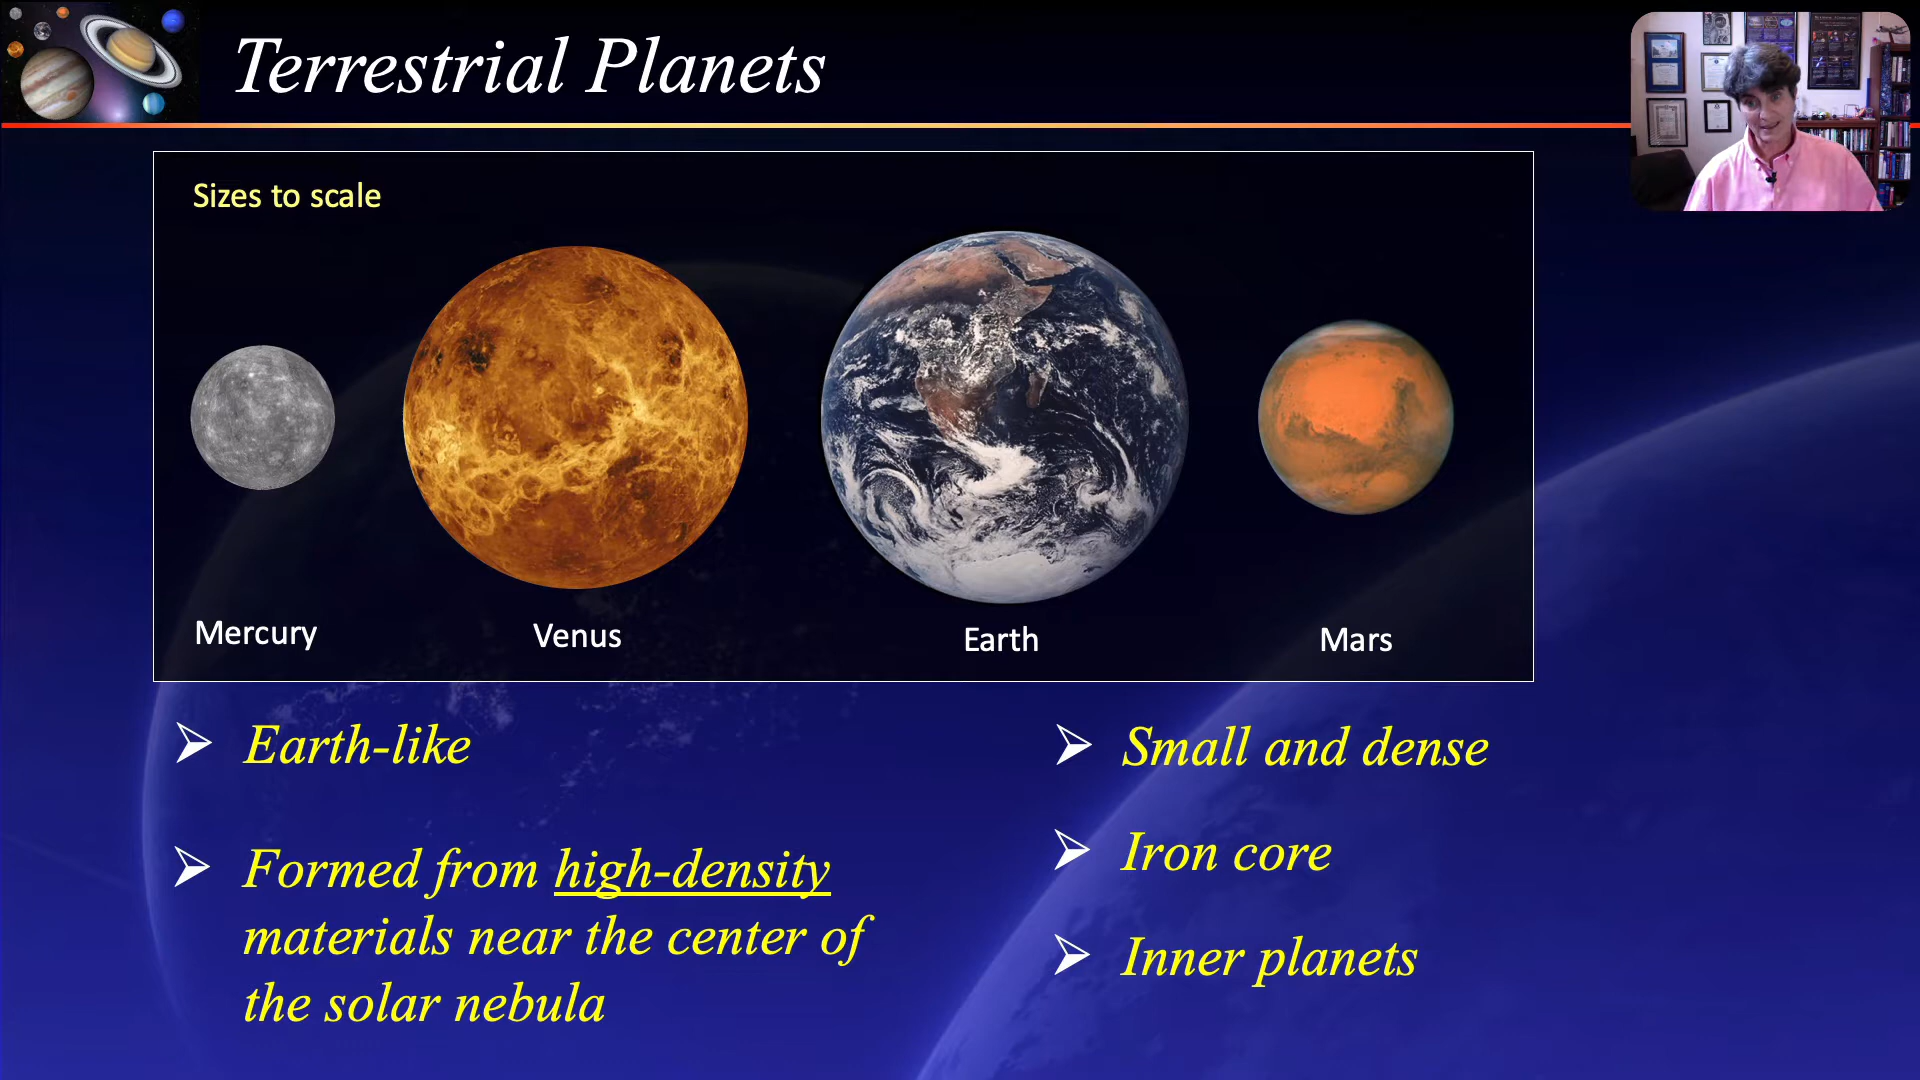 Terrestrial Planets
Sizes to scale
Mercury
Venus
Earth
Mars
Earth-like
Formed from high-density
materials near the center of
the solar nebula
Small and dense
Iron core
Inner planets